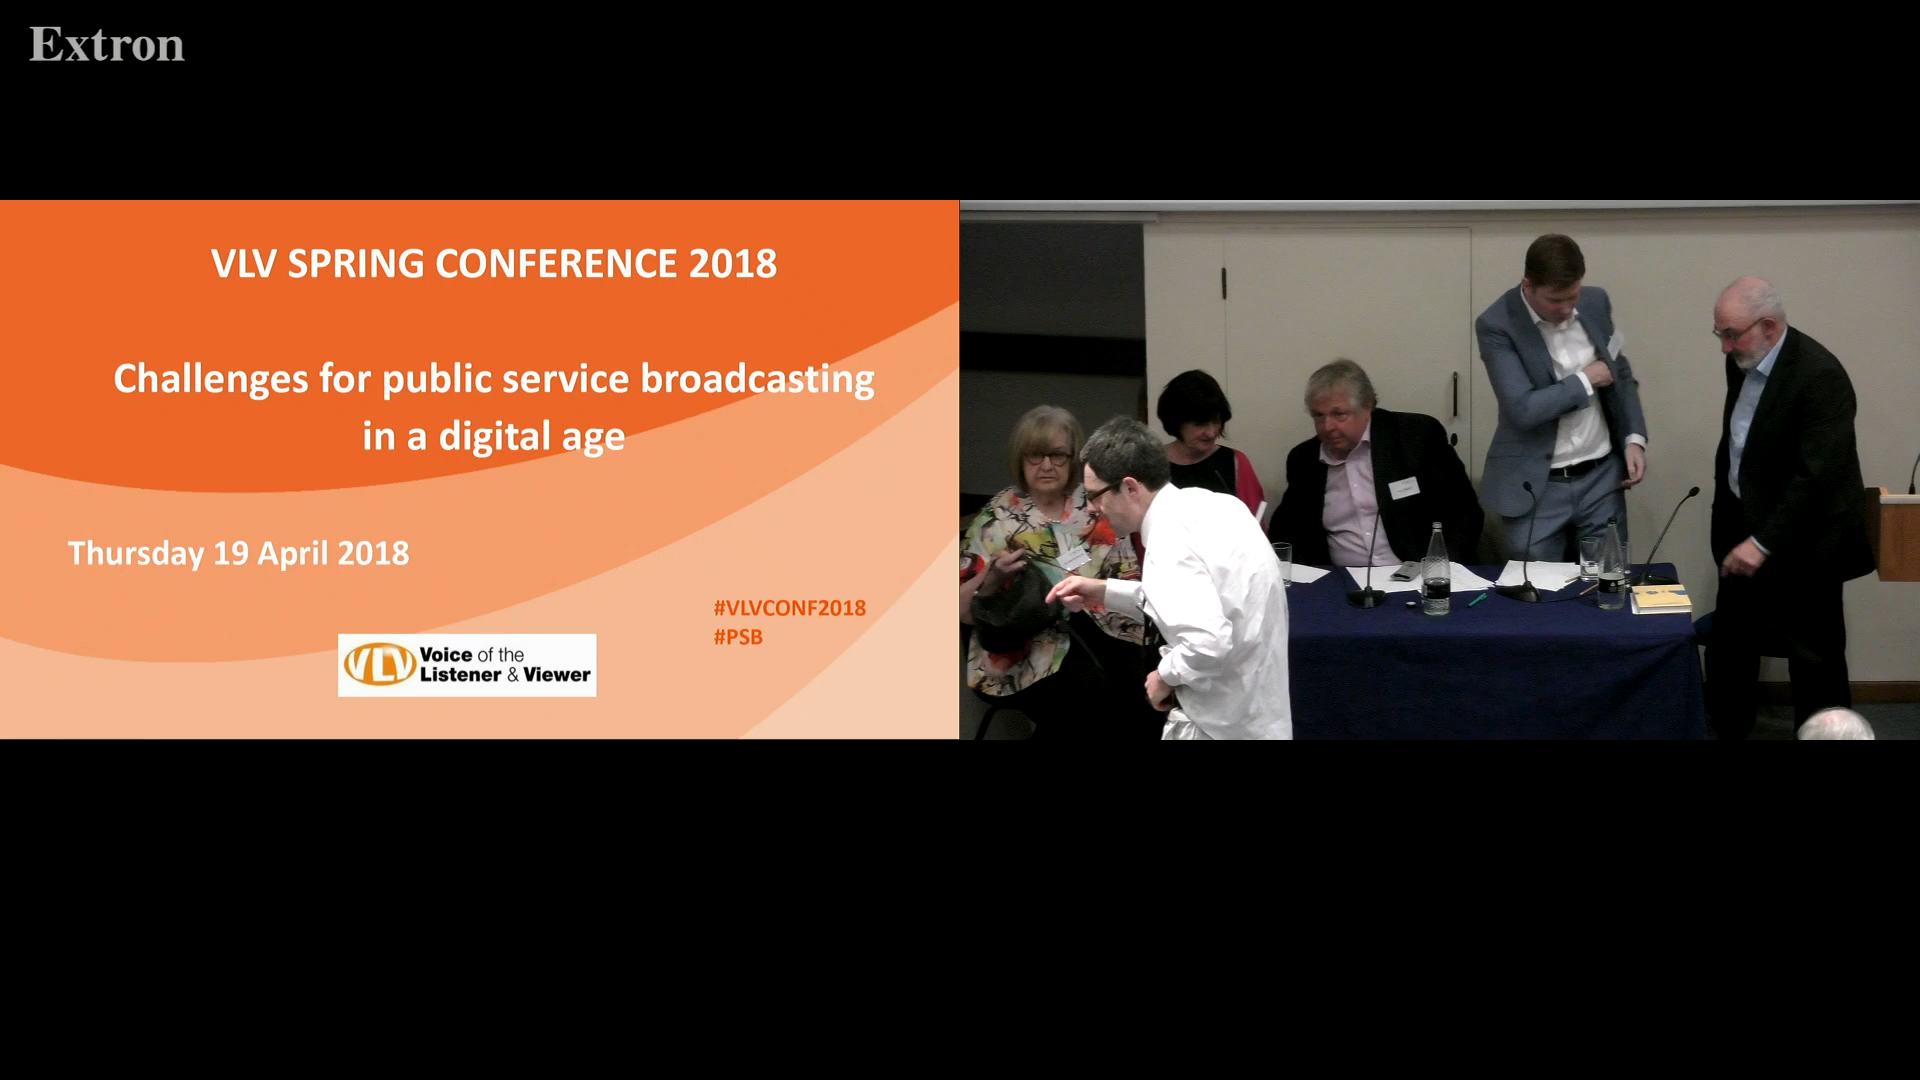 Extron
VLV SPRING CONFERENCE 2018
Challenges for public service broadcasting
in a digital age
Thursday 19 April 2018
#VLVCONF2018
#PSB
VLV
Voice of the
Listener & Viewer